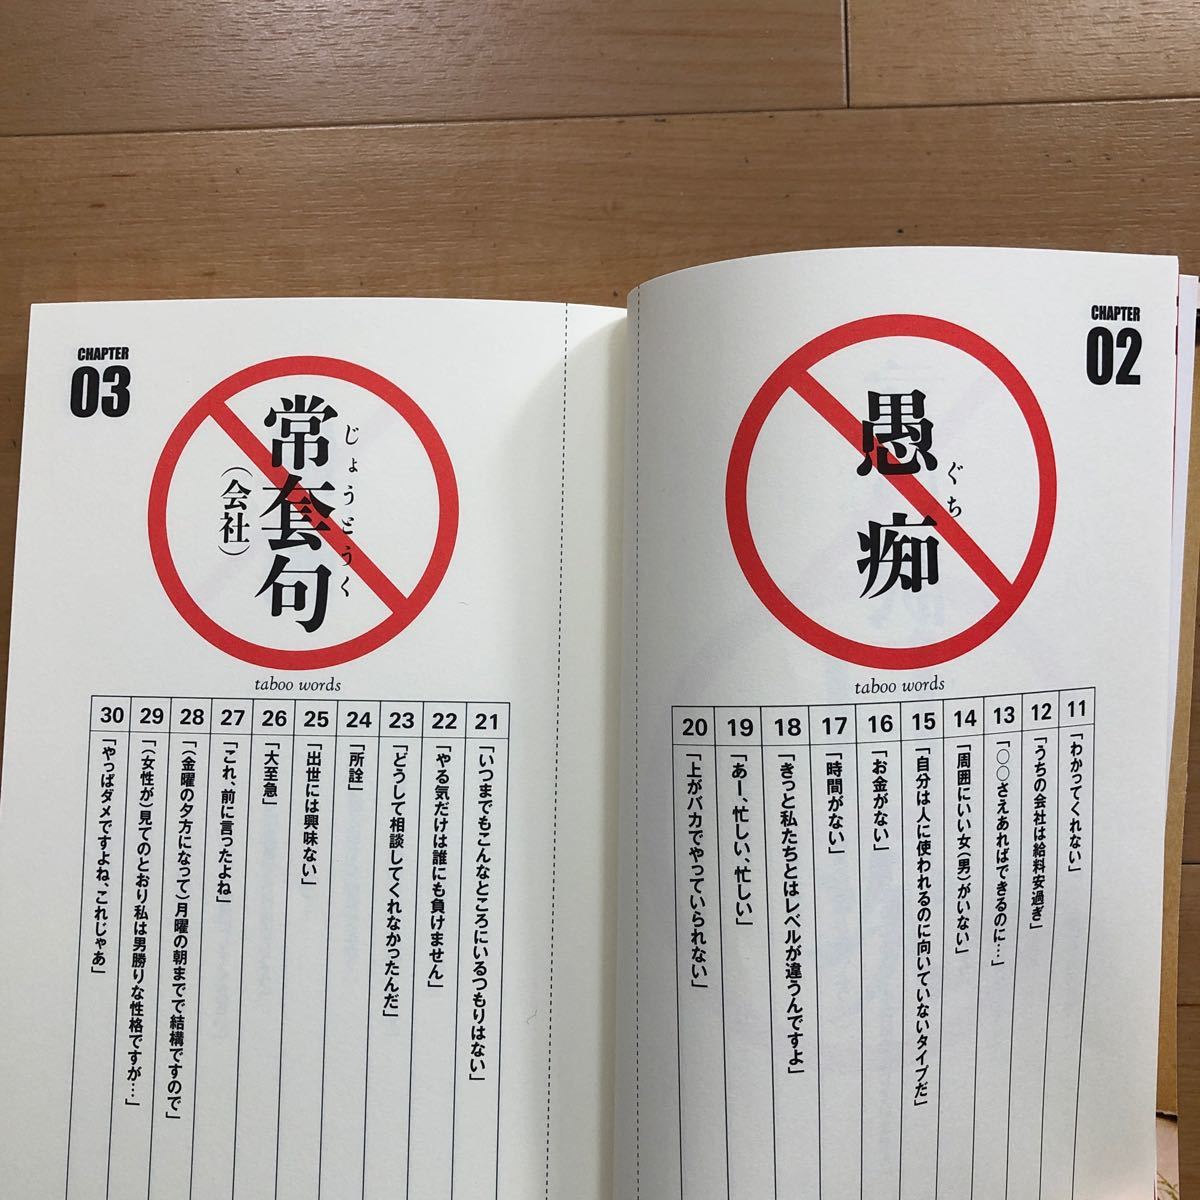 CHAPTER
02
愚痴
ぐち
taboo words
11
「わかってくれない」
12
「うちの会社は給料安過ぎ」
13
「○○さえあればできるのに…」
14
「周囲にいい女（男）がいない」
15
「自分は人に使われるのに向いていないタイプだ」
16
「お金がない」
17
「時間がない」
18
「きっと私たちとはレベルが違うんですよ」
19
「あー、忙しい、忙しい」
20
「上がバカでやっていられない」
CHAPTER
03
常套句
じょうとうく
（会社）
taboo words
21
「いつまでもこんなところにいるつもりはない」
22
「やる気だけは誰にも負けません」
23
「どうして相談してくれなかったんだ」
24
「所詮」
25
「出世には興味ない」
26
「大至急」
27
「これ、前に言ったよね」
28
「（金曜の夕方になって）月曜の朝までで結構ですので」
29
「（女性が）見てのとおり私は男勝りな性格ですが…」
30
「やっぱダメですよね、これじゃあ」